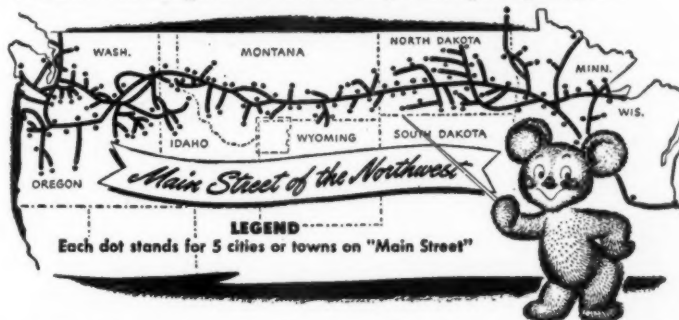 WASH.
MONTANA
NORTH DAKOTA
MINN.
WIS.
IDAHO
WYOMING
SOUTH DAKOTA
OREGON
Main Street of the Northwest
LEGEND
Each dot stands for 5 cities or towns on "Main Street"